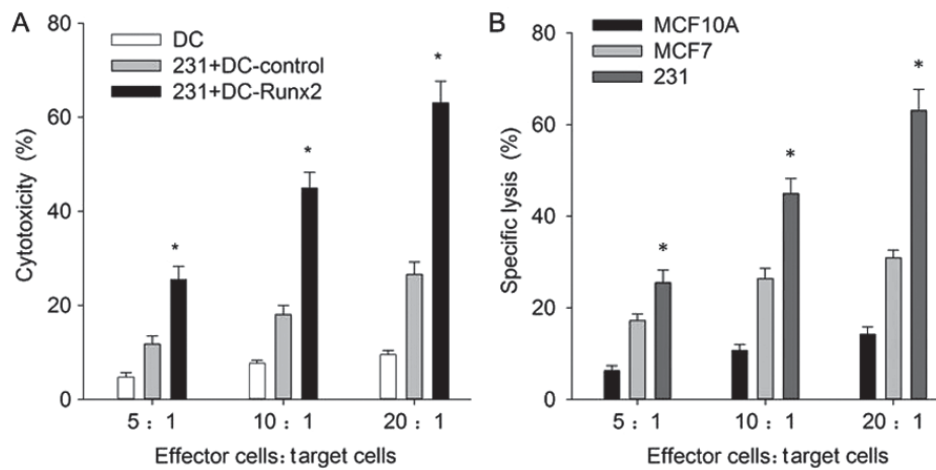 A
80
60
40
20
0
Cytotoxicity (%)
DC
231+DC-control
231+DC-Runx2
*
*
*
5 : 1
10 : 1
20 : 1
Effector cells: target cells
B
80
60
40
20
0
Specific lysis (%)
MCF10A
MCF7
231
*
*
*
5 : 1
10 : 1
20 : 1
Effector cells: target cells